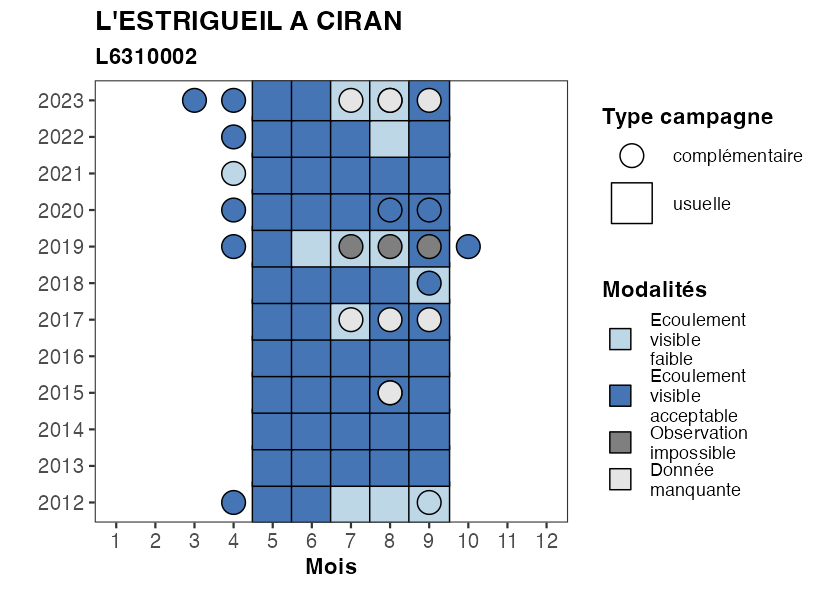 L'ESTRIGUEIL A CIRAN
L6310002
2023
2022
2021
2020
2019
2018
2017
2016
2015
2014
2013
2012
1 2 3 4 5 6 7 8 9 10 11 12
Mois
Type campagne
complémentaire
usuelle
Modalités
Ecoulement
visible
faible
Ecoulement
visible
acceptable
Observation
impossible
Donnée
manquante